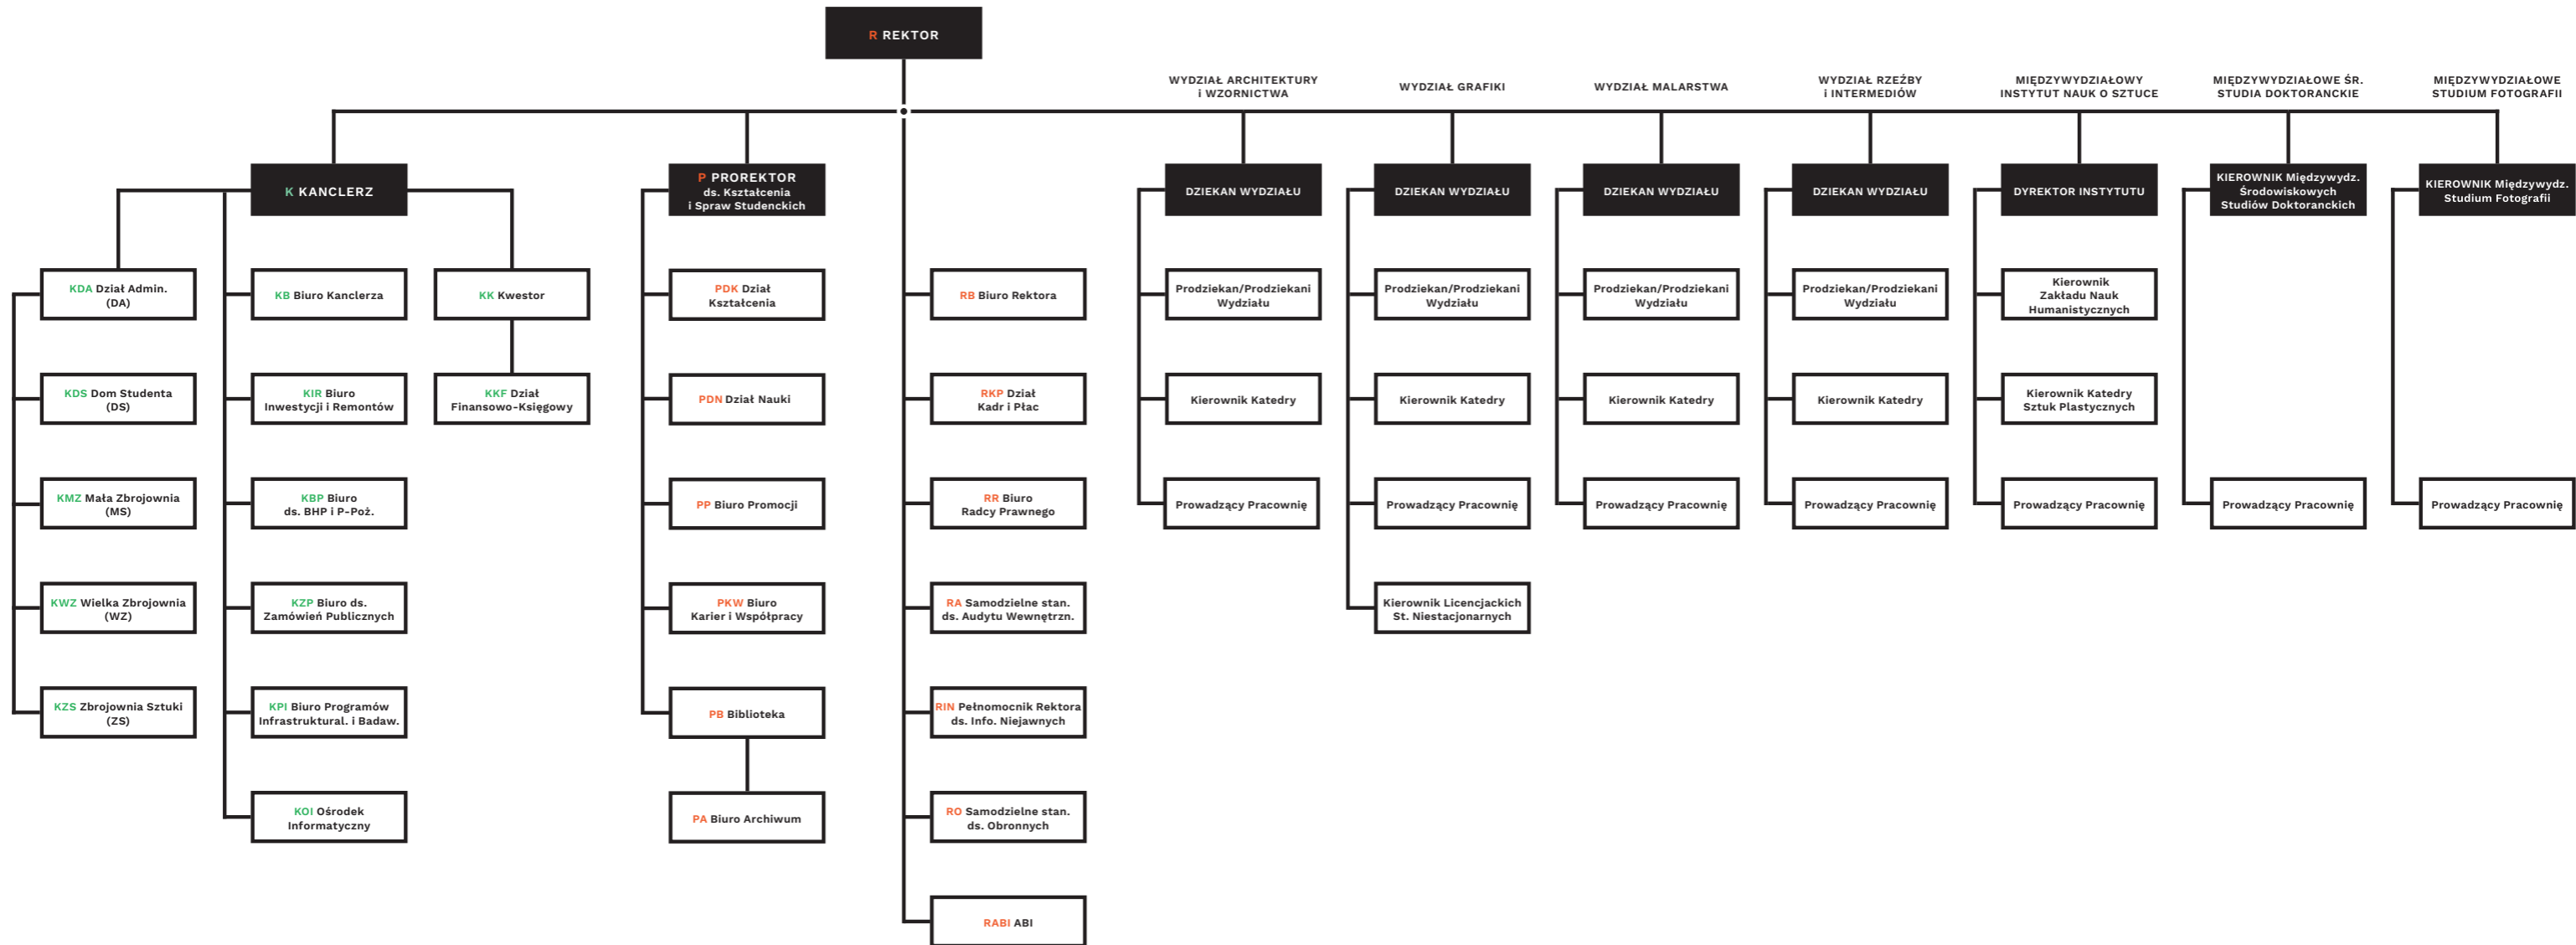 R REKTOR
WYDZIAŁ ARCHITEKTURY
i WZORNICTWA
WYDZIAŁ GRAFIKI
WYDZIAŁ MALARSTWA
WYDZIAŁ RZEŹBY
i INTERMEDIÓW
MIĘDZYWYDZIAŁOWY
INSTYTUT NAUK O SZTUCE
MIĘDZYWYDZIAŁOWE ŚR.
STUDIA DOKTORANCKIE
MIĘDZYWYDZIAŁOWE
STUDIUM FOTOGRAFII
K KANCLERZ
P PROREKTOR
ds. Kształcenia
i Spraw Studenckich
DZIEKAN WYDZIAŁU
DZIEKAN WYDZIAŁU
DZIEKAN WYDZIAŁU
DZIEKAN WYDZIAŁU
DYREKTOR INSTYTUTU
KIEROWNIK Międzywydz.
Środowiskowych
Studiów Doktoranckich
KIEROWNIK Międzywydz.
Studium Fotografii
KDA Dział Admin.
(DA)
KB Biuro Kanclerza
KK Kwestor
PDK Dział
Kształcenia
RB Biuro Rektora
Prodziekan/Prodziekani
Wydziału
Prodziekan/Prodziekani
Wydziału
Prodziekan/Prodziekani
Wydziału
Prodziekan/Prodziekani
Wydziału
Kierownik
Zakładu Nauk
Humanistycznych
KDS Dom Studenta
(DS)
KIR Biuro
Inwestycji i Remontów
KKF Dział
Finansowo-Księgowy
PDN Dział Nauki
RKP Dział
Kadr i Płac
Kierownik Katedry
Kierownik Katedry
Kierownik Katedry
Kierownik Katedry
Kierownik Katedry
Sztuk Plastycznych
KMZ Mała Zbrojownia
(MS)
KBP Biuro
ds. BHP i P-Poż.
PP Biuro Promocji
RR Biuro
Radcy Prawnego
Prowadzący Pracownię
Prowadzący Pracownię
Prowadzący Pracownię
Prowadzący Pracownię
Prowadzący Pracownię
Prowadzący Pracownię
Prowadzący Pracownię
KWZ Wielka Zbrojownia
(WZ)
KZP Biuro ds.
Zamówień Publicznych
PKW Biuro
Karier i Współpracy
RA Samodzielne stan.
ds. Audytu Wewnętrzn.
Kierownik Licencjackich
St. Niestacjonarnych
KZS Zbrojownia Sztuki
(ZS)
KPI Biuro Programów
Infrastruktural. i Badaw.
PB Biblioteka
RIN Pełnomocnik Rektora
ds. Info. Niejawnych
KOI Ośrodek
Informatyczny
PA Biuro Archiwum
RO Samodzielne stan.
ds. Obronnych
RABI ABI